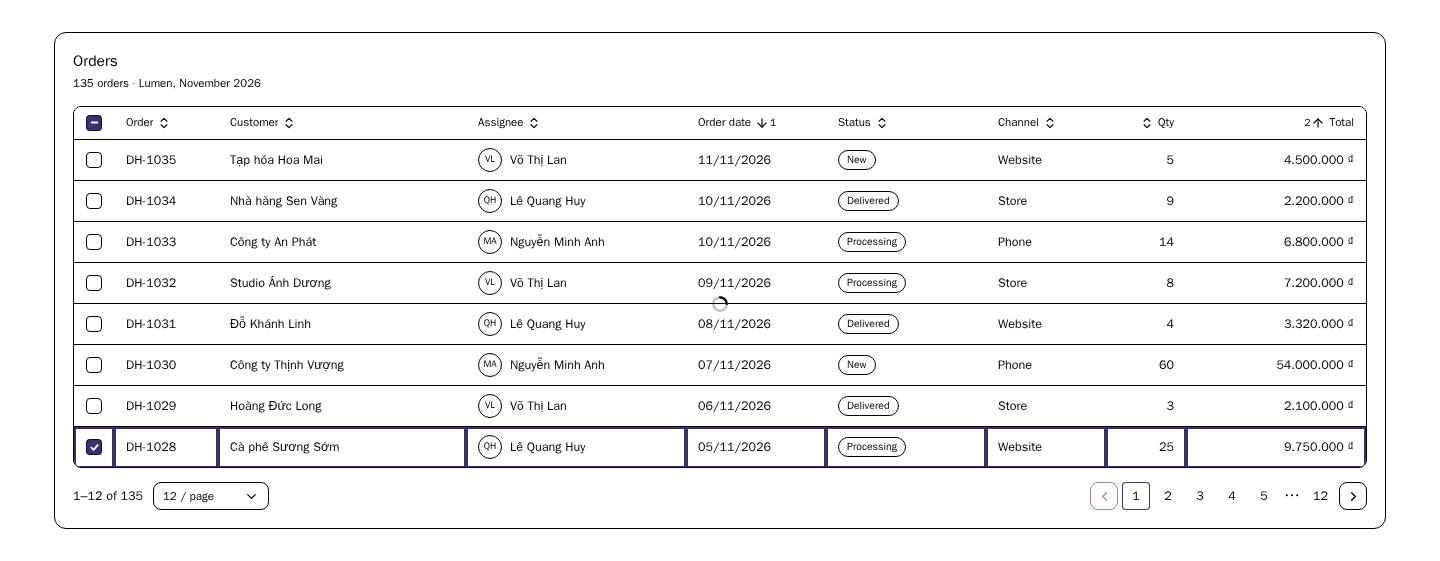 Orders
135 orders · Lumen, November 2026
Order Customer Assignee Order date 1 Status Channel Qty 2 Total
DH-1035 Tạp hóa Hoa Mai VL Võ Thị Lan 11/11/2026 New Website 5 4.500.000 ₫
DH-1034 Nhà hàng Sen Vàng QH Lê Quang Huy 10/11/2026 Delivered Store 9 2.200.000 ₫
DH-1033 Công ty An Phát MA Nguyễn Minh Anh 10/11/2026 Processing Phone 14 6.800.000 ₫
DH-1032 Studio Ánh Dương VL Võ Thị Lan 09/11/2026 Processing Store 8 7.200.000 ₫
DH-1031 Đỗ Khánh Linh QH Lê Quang Huy 08/11/2026 Delivered Website 4 3.320.000 ₫
DH-1030 Công ty Thịnh Vượng MA Nguyễn Minh Anh 07/11/2026 New Phone 60 54.000.000 ₫
DH-1029 Hoàng Đức Long VL Võ Thị Lan 06/11/2026 Delivered Store 3 2.100.000 ₫
DH-1028 Cà phê Sương Sớm QH Lê Quang Huy 05/11/2026 Processing Website 25 9.750.000 ₫
1–12 of 135 12 / page 1 2 3 4 5 ··· 12